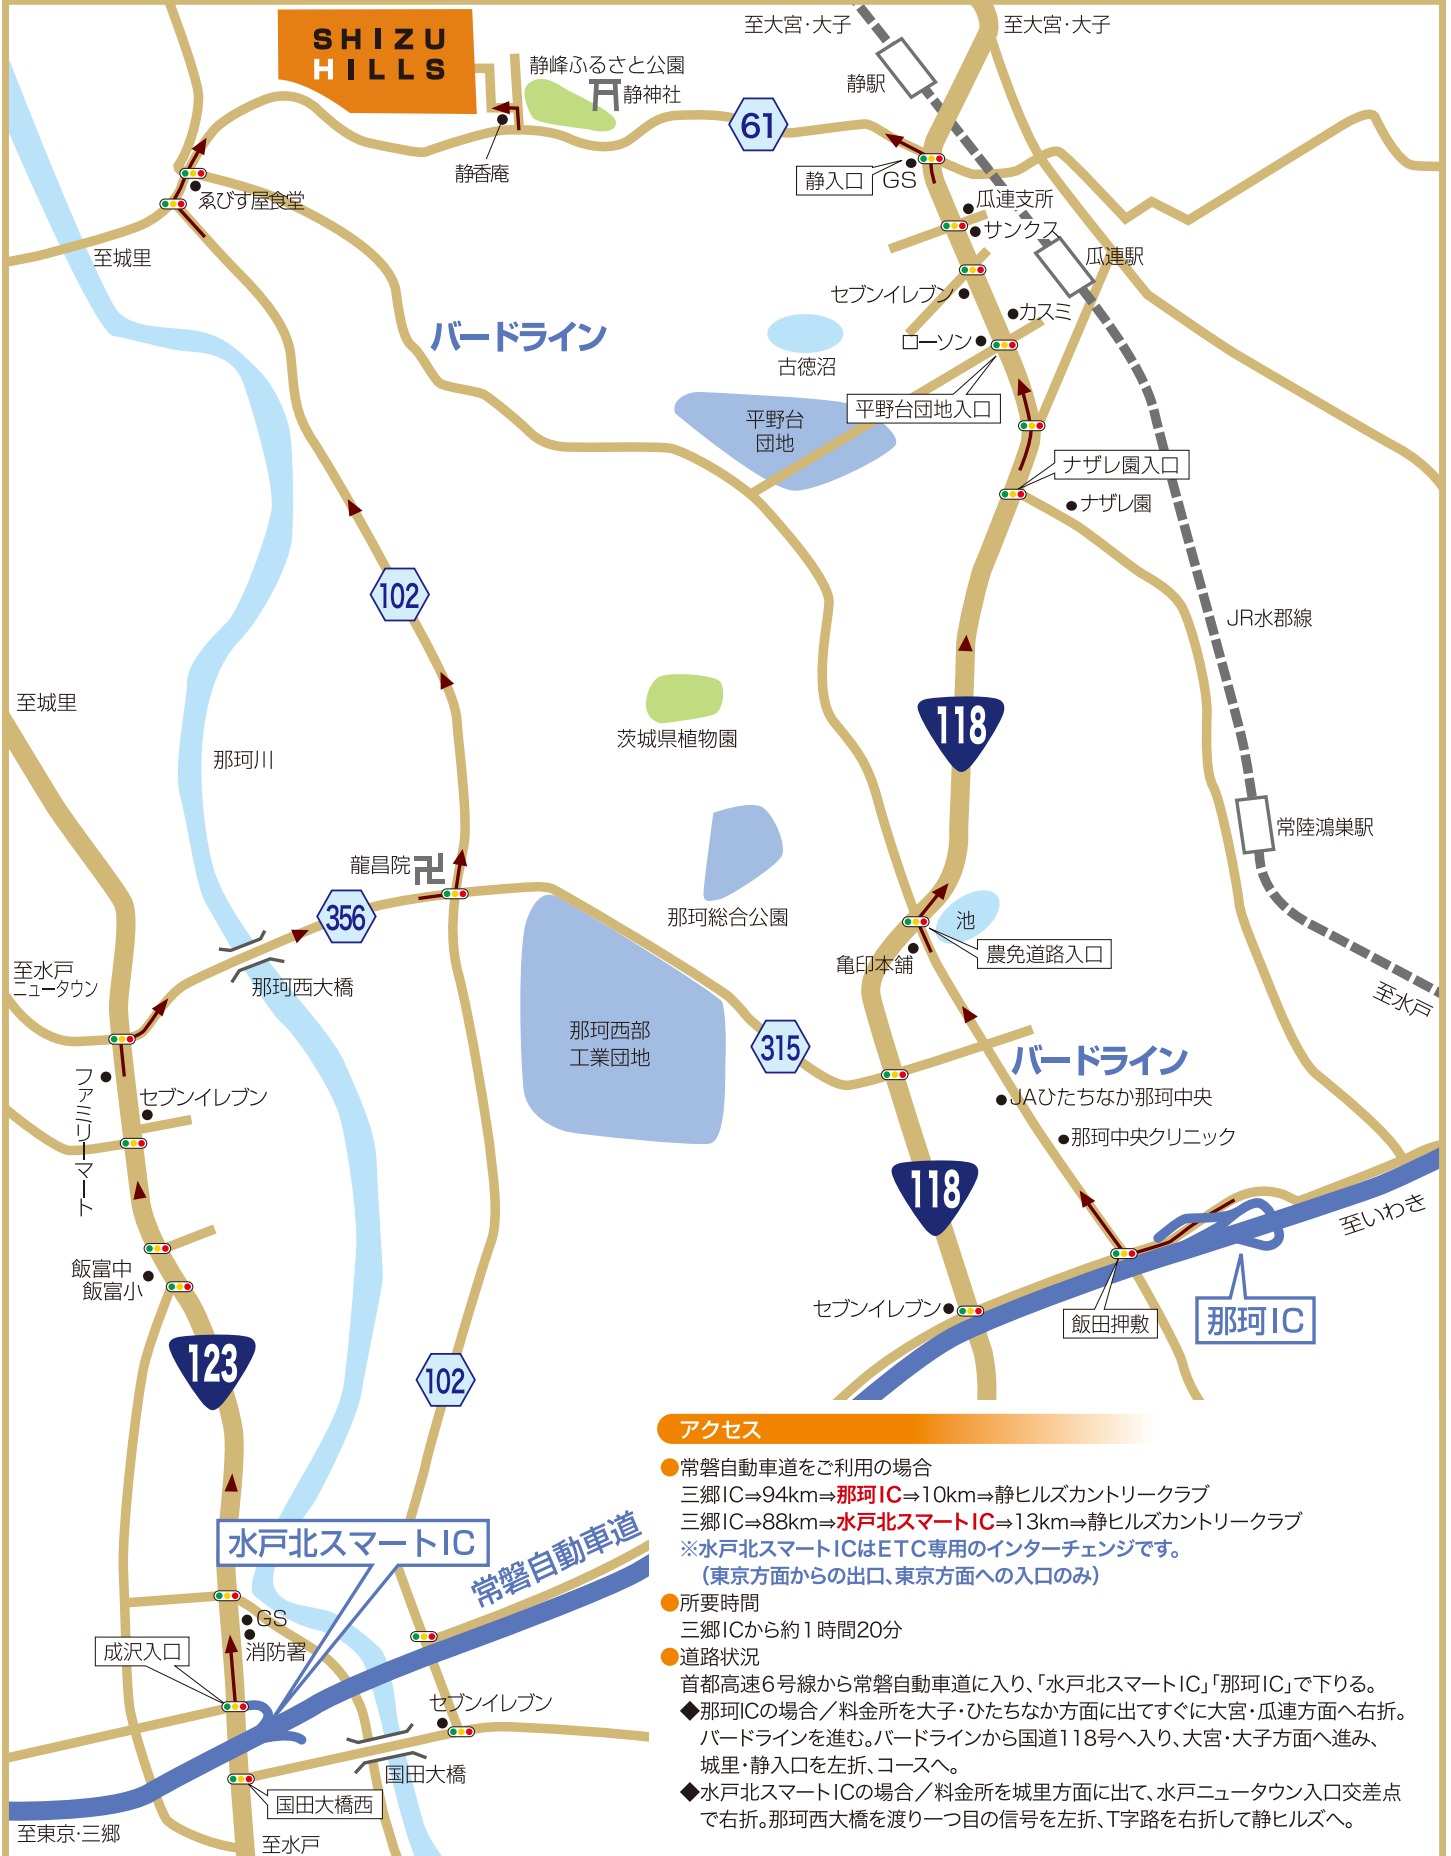 SHIZU
HILLS
静峰ふるさと公園
静神社
静香庵
至大宮・大子
至大宮・大子
静駅
61
静入口
GS
瓜連支所
サンクス
瓜連駅
ゑびす屋食堂
至城里
セブンイレブン
カスミ
ローソン
バードライン
古徳沼
平野台団地入口
平野台
団地
ナザレ園入口
ナザレ園
102
JR水郡線
至城里
那珂川
茨城県植物園
118
常陸鴻巣駅
龍昌院
356
那珂総合公園
池
農免道路入口
亀印本舗
至水戸
ニュータウン
那珂西大橋
至水戸
那珂西部
工業団地
315
バードライン
ファミリーマート
セブンイレブン
JAひたちなか那珂中央
那珂中央クリニック
118
至いわき
飯富中
飯富小
セブンイレブン
飯田押敷
那珂IC
123
102
水戸北スマートIC
常磐自動車道
GS
消防署
成沢入口
セブンイレブン
国田大橋
国田大橋西
至東京・三郷
至水戸
アクセス
●常磐自動車道をご利用の場合
三郷IC⇒94km⇒那珂IC⇒10km⇒静ヒルズカントリークラブ
三郷IC⇒88km⇒水戸北スマートIC⇒13km⇒静ヒルズカントリークラブ
※水戸北スマートICはETC専用のインターチェンジです。
（東京方面からの出口、東京方面への入口のみ）
●所要時間
三郷ICから約1時間20分
●道路状況
首都高速6号線から常磐自動車道に入り、「水戸北スマートIC」「那珂IC」で下りる。
◆那珂ICの場合／料金所を大子・ひたちなか方面に出てすぐに大宮・瓜連方面へ右折。
バードラインを進む。バードラインから国道118号へ入り、大宮・大子方面へ進み、
城里・静入口を左折、コースへ。
◆水戸北スマートICの場合／料金所を城里方面に出て、水戸ニュータウン入口交差点
で右折。那珂西大橋を渡り一つ目の信号を左折、T字路を右折して静ヒルズへ。